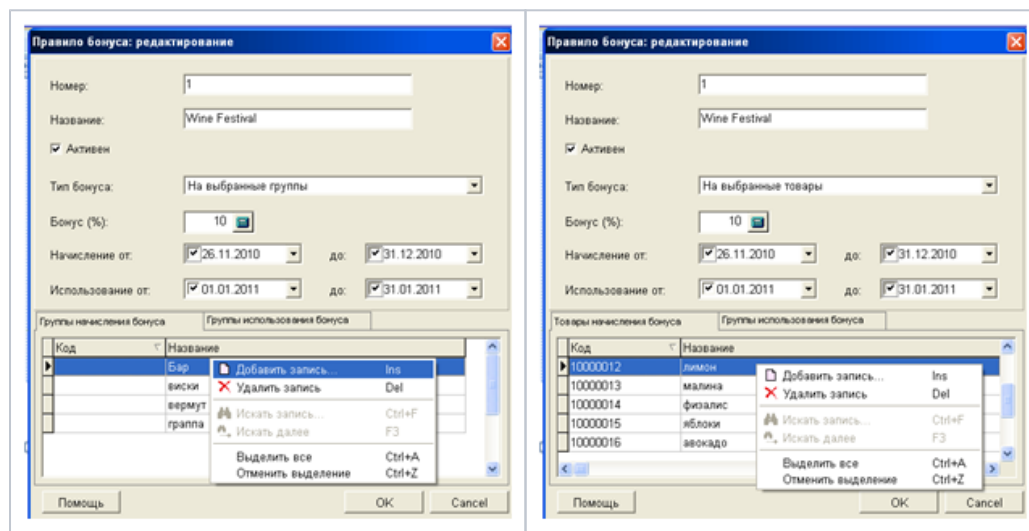 Правило бонуса: редактирование
Номер: 1
Название: Wine Festival
Активен
Тип бонуса: На выбранные группы
Бонус (%): 10
Начисление от: 26.11.2010 до: 31.12.2010
Использование от: 01.01.2011 до: 31.01.2011
Группы начисления бонуса Группы использования бонуса
Код Название
Бар
виски
вермут
граппа
Добавить запись... Ins
Удалить запись Del
Искать запись... Ctrl+F
Искать далее F3
Выделить все Ctrl+A
Отменить выделение Ctrl+Z
Помощь OK Cancel
Правило бонуса: редактирование
Номер: 1
Название: Wine Festival
Активен
Тип бонуса: На выбранные товары
Бонус (%): 10
Начисление от: 26.11.2010 до: 31.12.2010
Использование от: 01.01.2011 до: 31.01.2011
Товары начисления бонуса Группы использования бонуса
Код Название
10000012 лимон
10000013 малина
10000014 физалис
10000015 яблоки
10000016 авокадо
Добавить запись... Ins
Удалить запись Del
Искать запись... Ctrl+F
Искать далее F3
Выделить все Ctrl+A
Отменить выделение Ctrl+Z
Помощь OK Cancel